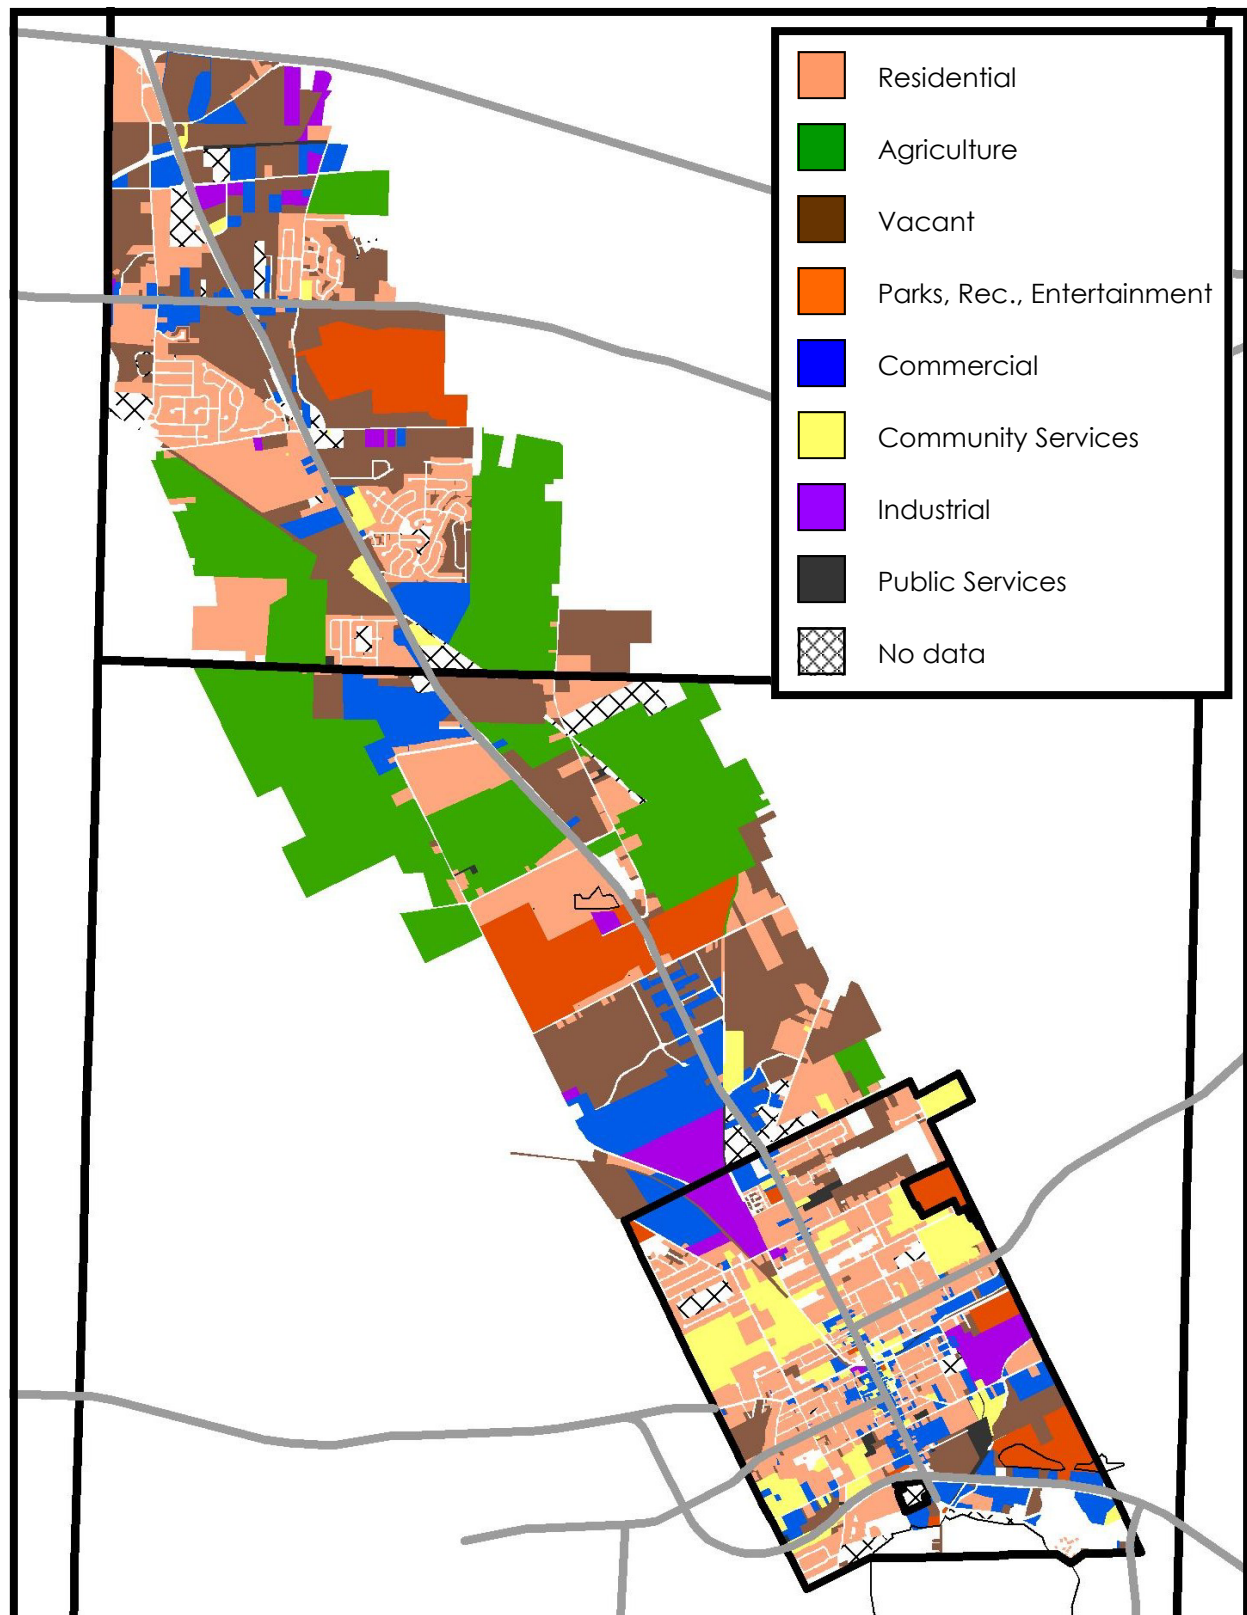 Residential
Agriculture
Vacant
Parks, Rec., Entertainment
Commercial
Community Services
Industrial
Public Services
No data